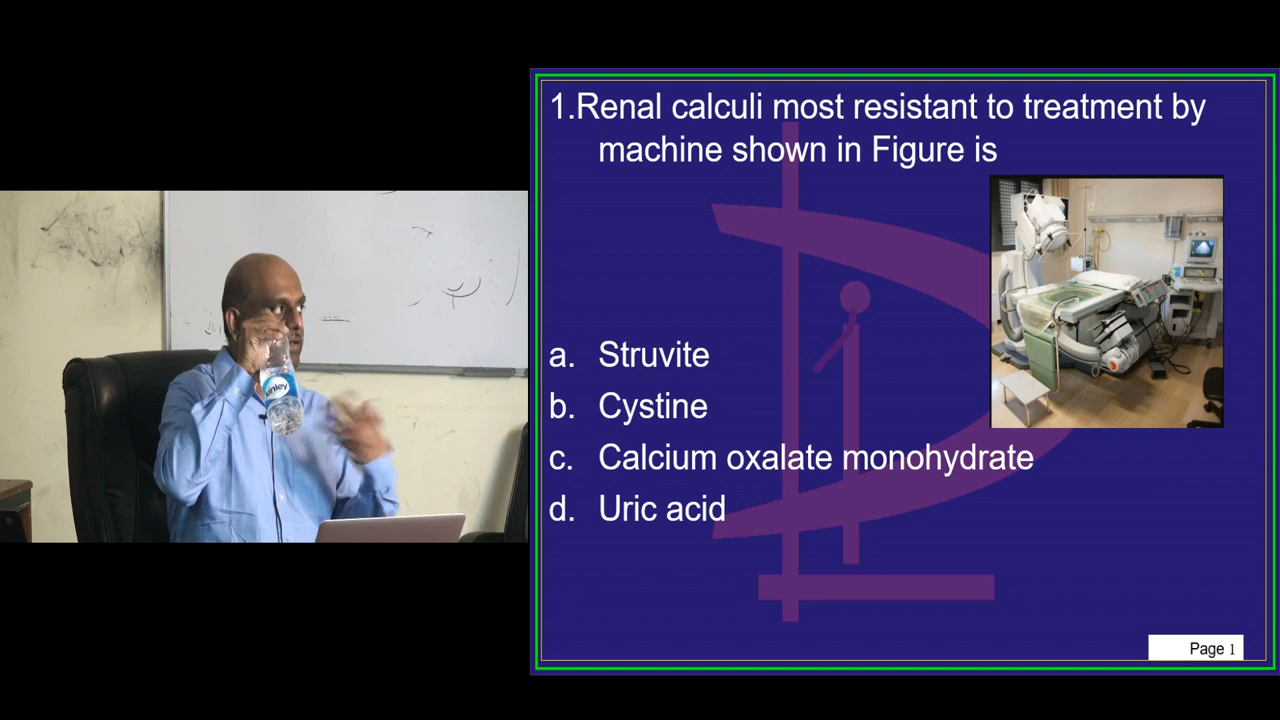 1.Renal calculi most resistant to treatment by
machine shown in Figure is
a. Struvite
b. Cystine
c. Calcium oxalate monohydrate
d. Uric acid
Page 1
Kinley